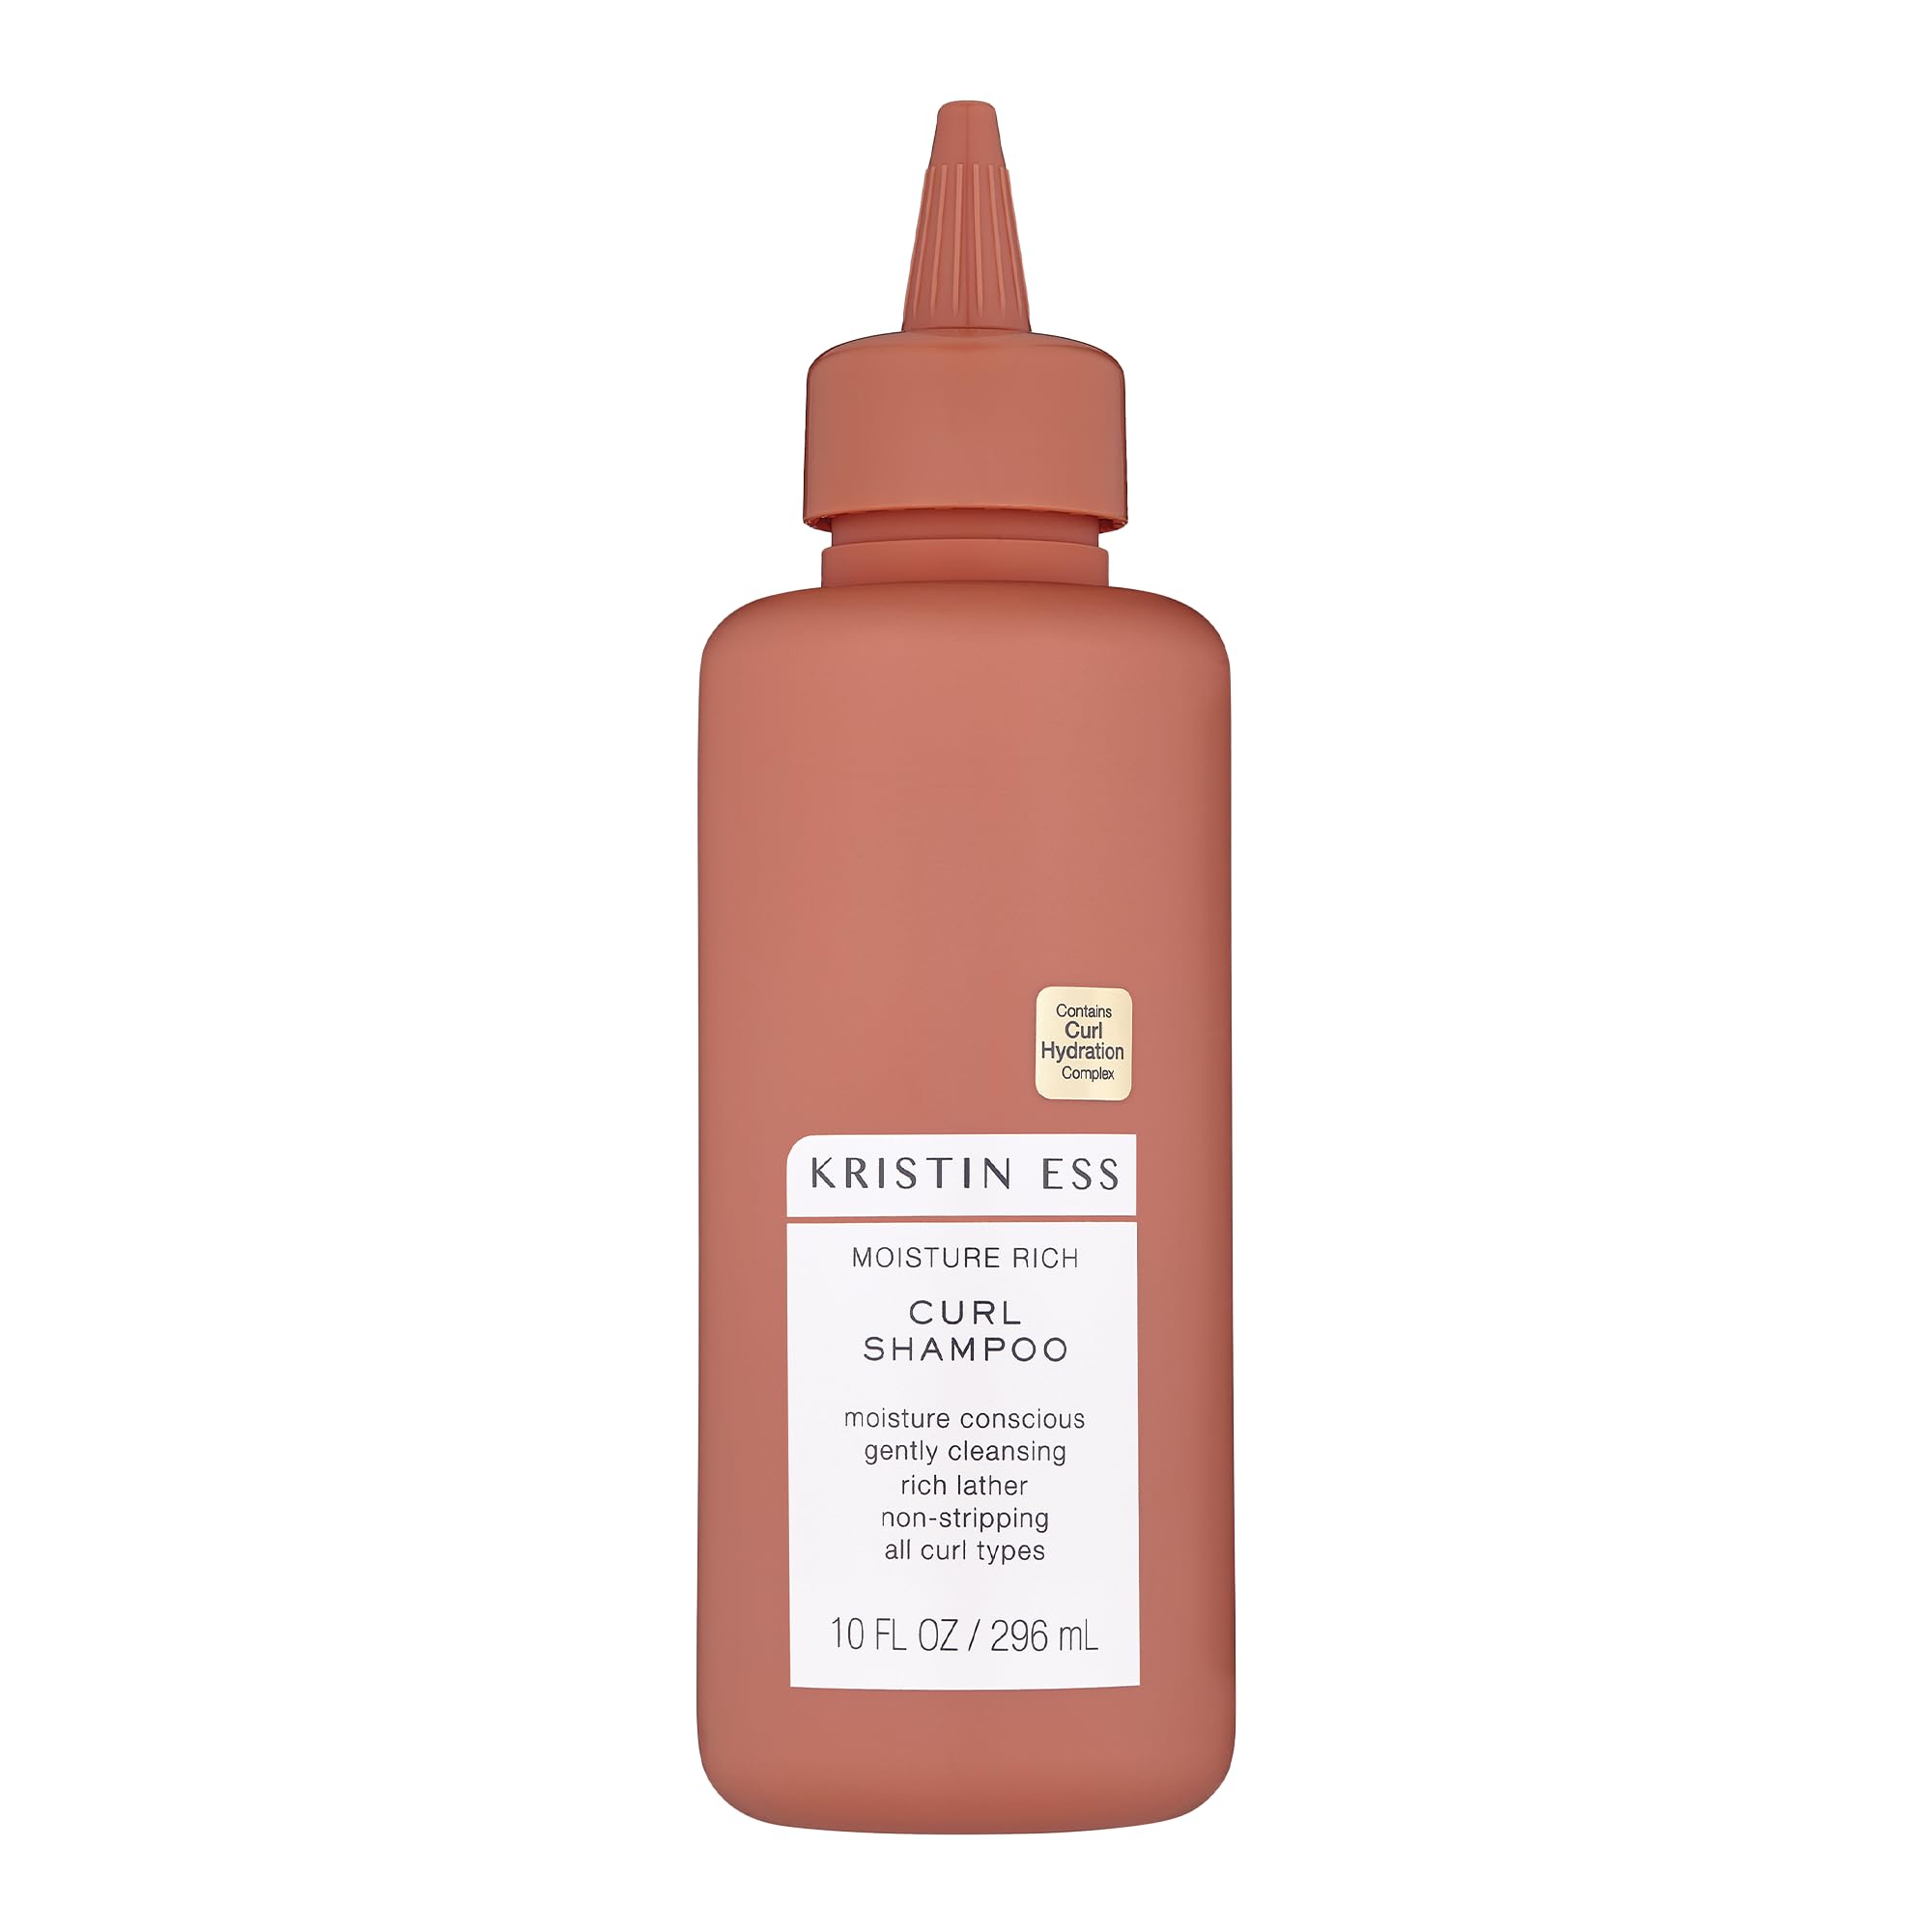 Contains
Curl
Hydration
Complex
KRISTIN ESS
MOISTURE RICH
CURL
SHAMPOO
moisture conscious
gently cleansing
rich lather
non-stripping
all curl types
10 FL OZ / 296 mL